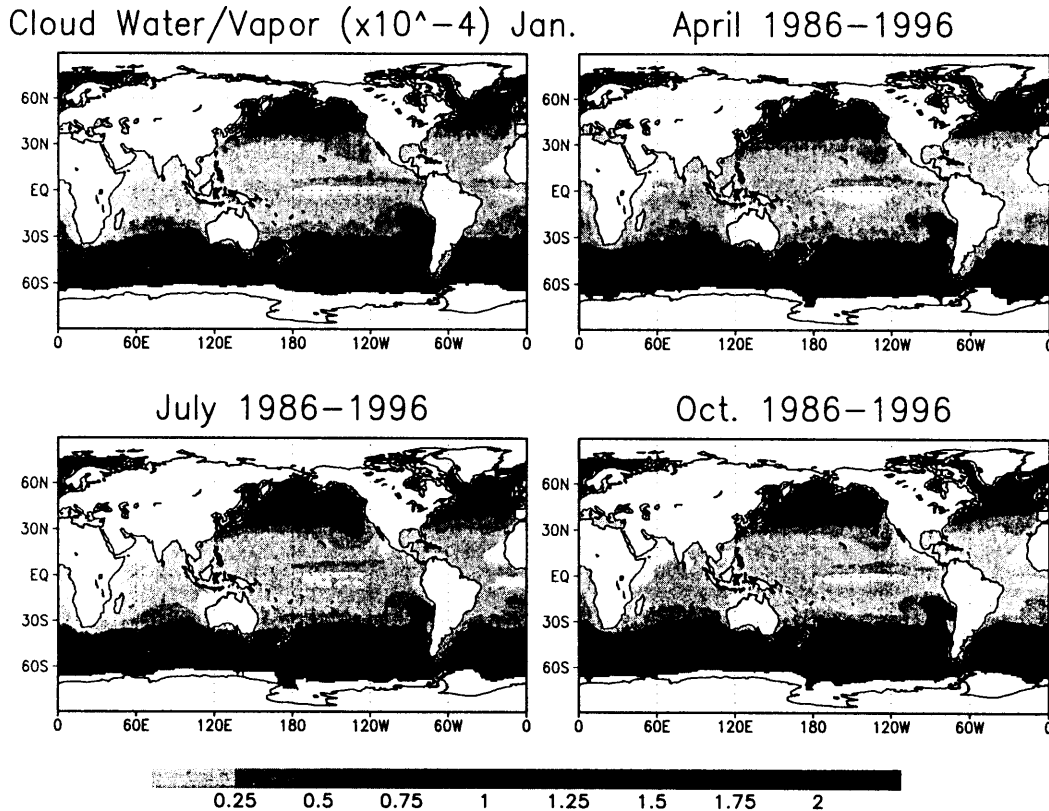 Cloud Water/Vapor (x10^-4) Jan.
April 1986-1996
60N
30N
EQ
30S
60S
0 60E 120E 180 120W 60W 0
60N
30N
EQ
30S
60S
0 60E 120E 180 120W 60W 0
July 1986-1996
Oct. 1986-1996
60N
30N
EQ
30S
60S
0 60E 120E 180 120W 60W 0
60N
30N
EQ
30S
60S
0 60E 120E 180 120W 60W 0
0.25 0.5 0.75 1 1.25 1.5 1.75 2